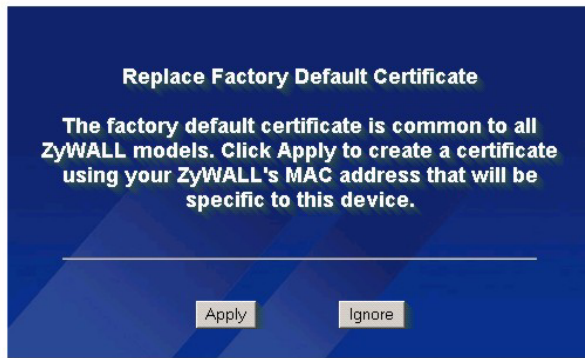 Replace Factory Default Certificate
The factory default certificate is common to all
ZyWALL models. Click Apply to create a certificate
using your ZyWALL's MAC address that will be
specific to this device.
Apply
Ignore